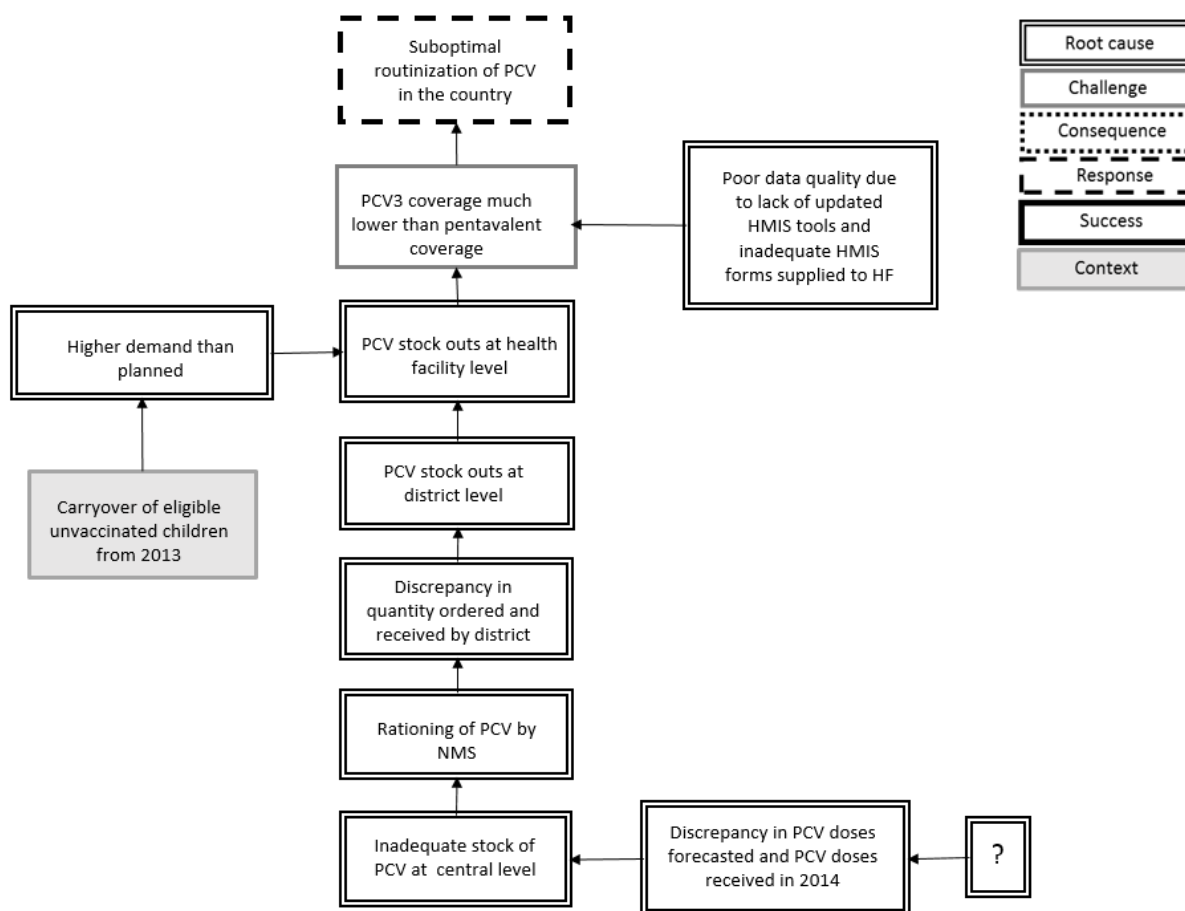 Suboptimal
routinization of PCV
in the country
Root cause
Challenge
Consequence
Response
Success
Context
PCV3 coverage much
lower than pentavalent
coverage
Poor data quality due
to lack of updated
HMIS tools and
inadequate HMIS
forms supplied to HF
Higher demand than
planned
PCV stock outs at health
facility level
Carryover of eligible
unvaccinated children
from 2013
PCV stock outs at
district level
Discrepancy in
quantity ordered and
received by district
Rationing of PCV by
NMS
Inadequate stock of
PCV at central level
Discrepancy in PCV doses
forecasted and PCV doses
received in 2014
?